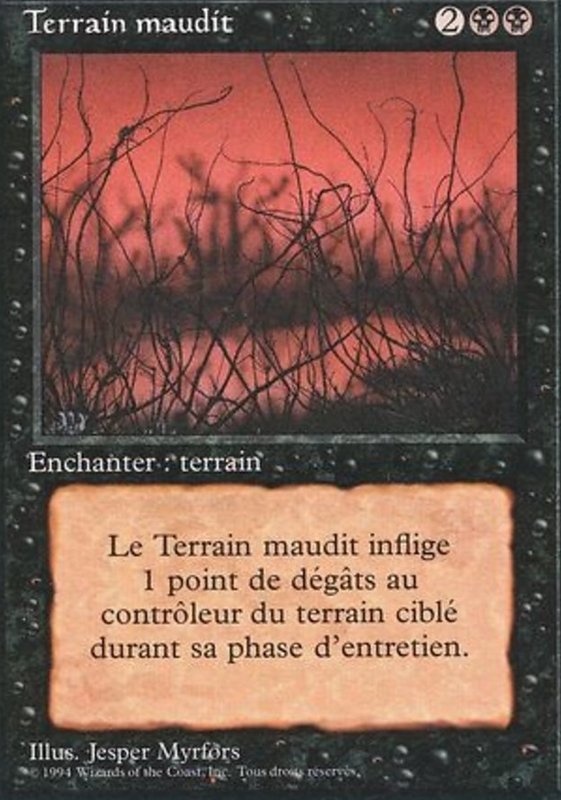 Terrain maudit 2
Enchanter : terrain
Le Terrain maudit inflige
1 point de dégâts au
contrôleur du terrain ciblé
durant sa phase d'entretien.
Illus. Jesper Myrfors
© 1994 Wizards of the Coast, Inc. Tous droits réservés.